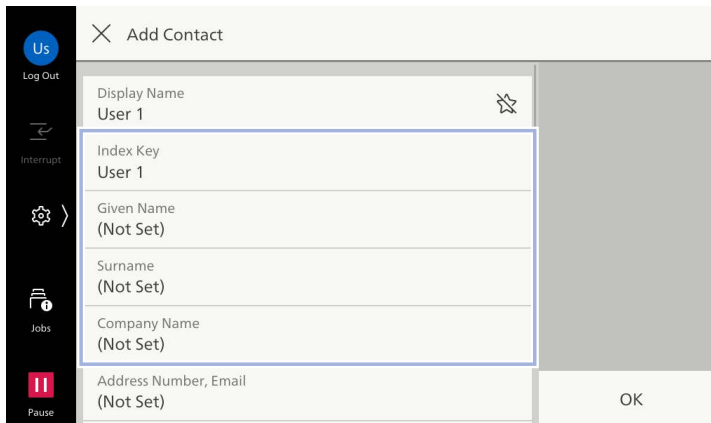 Us
Log Out
Interrupt
Jobs
Pause
Add Contact
Display Name
User 1
Index Key
User 1
Given Name
(Not Set)
Surname
(Not Set)
Company Name
(Not Set)
Address Number, Email
(Not Set)
OK